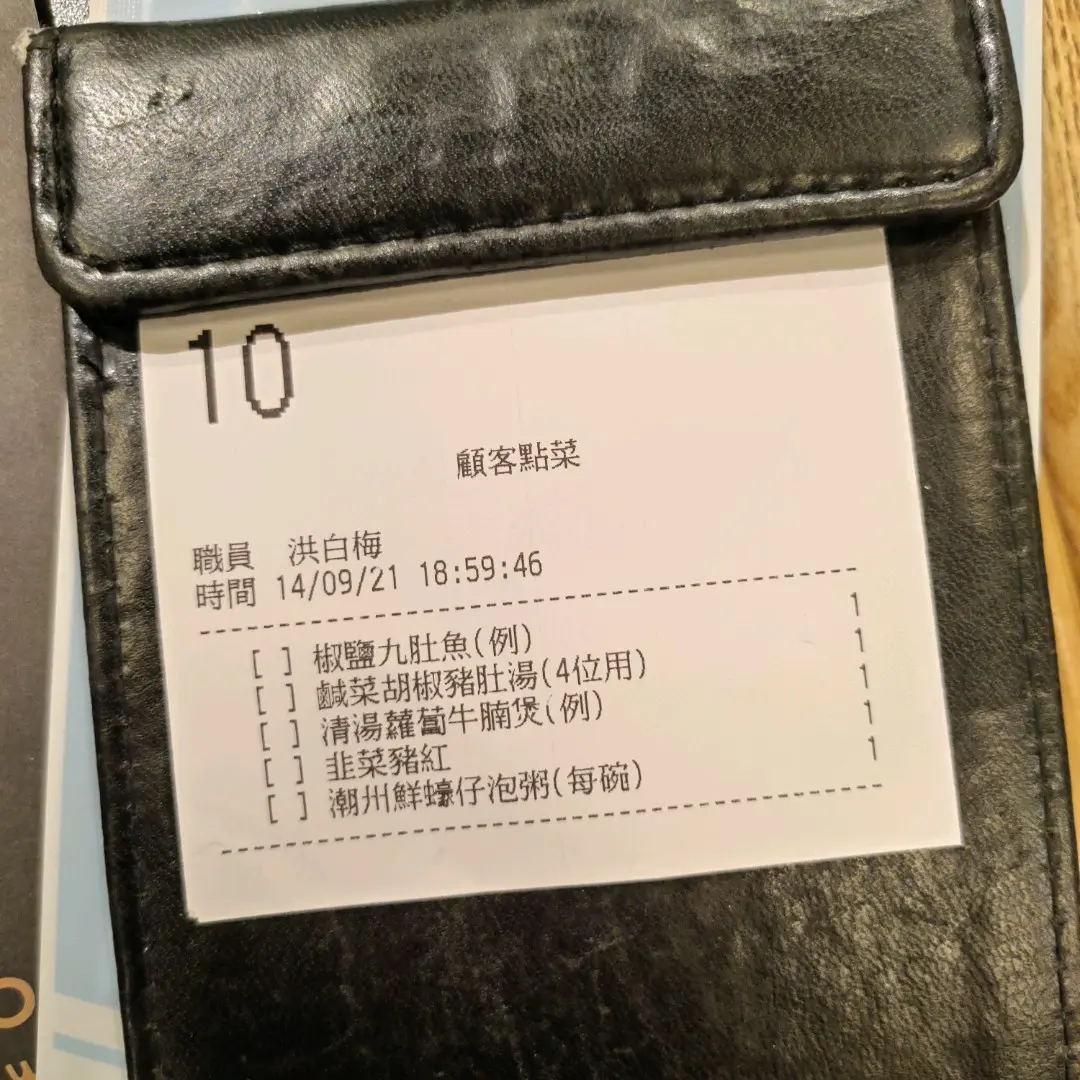 10
顧客點菜
職員 洪白梅
時間 14/09/21 18:59:46
[ ] 椒鹽九肚魚(例) 1
[ ] 鹹菜胡椒豬肚湯(4位用) 1
[ ] 清湯蘿蔔牛腩煲(例) 1
[ ] 韭菜豬紅 1
[ ] 潮州鮮蠔仔泡粥(每碗) 1